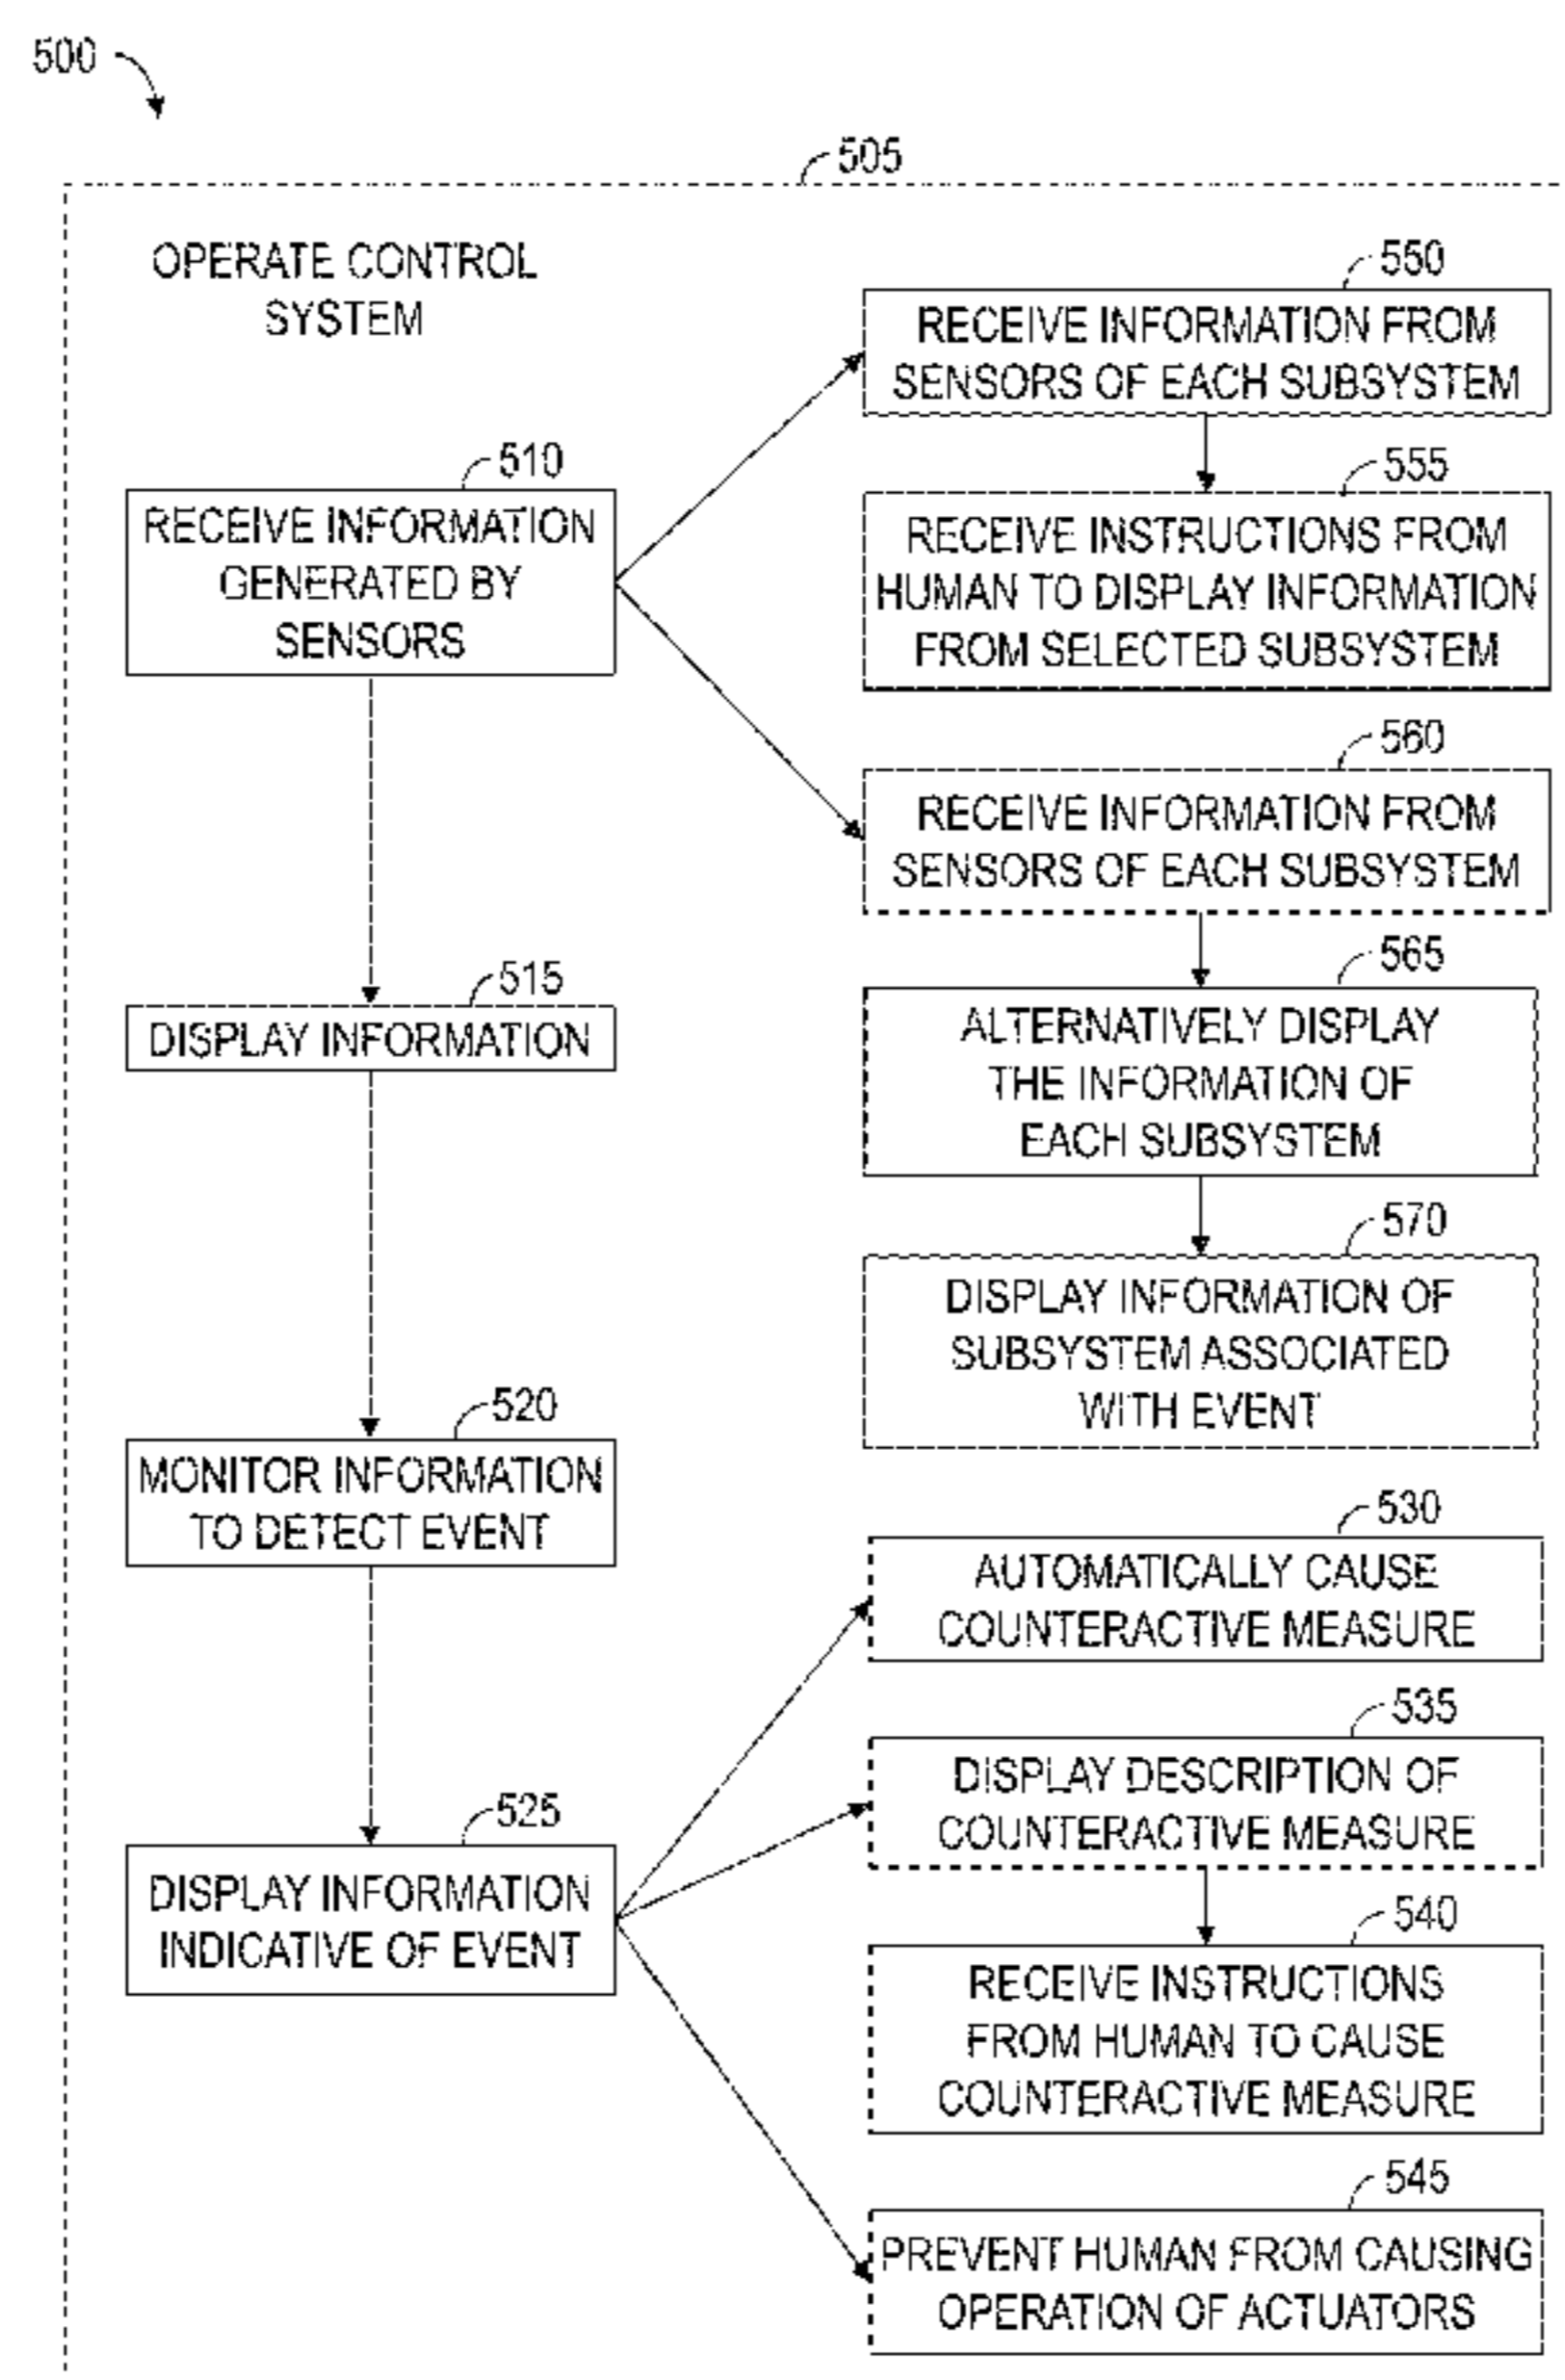 500
505
OPERATE CONTROL
SYSTEM
550
RECEIVE INFORMATION FROM
SENSORS OF EACH SUBSYSTEM
510
RECEIVE INFORMATION
GENERATED BY
SENSORS
555
RECEIVE INSTRUCTIONS FROM
HUMAN TO DISPLAY INFORMATION
FROM SELECTED SUBSYSTEM
560
RECEIVE INFORMATION FROM
SENSORS OF EACH SUBSYSTEM
515
DISPLAY INFORMATION
565
ALTERNATIVELY DISPLAY
THE INFORMATION OF
EACH SUBSYSTEM
570
DISPLAY INFORMATION OF
SUBSYSTEM ASSOCIATED
WITH EVENT
520
MONITOR INFORMATION
TO DETECT EVENT
530
AUTOMATICALLY CAUSE
COUNTERACTIVE MEASURE
535
DISPLAY DESCRIPTION OF
COUNTERACTIVE MEASURE
525
DISPLAY INFORMATION
INDICATIVE OF EVENT
540
RECEIVE INSTRUCTIONS
FROM HUMAN TO CAUSE
COUNTERACTIVE MEASURE
545
PREVENT HUMAN FROM CAUSING
OPERATION OF ACTUATORS